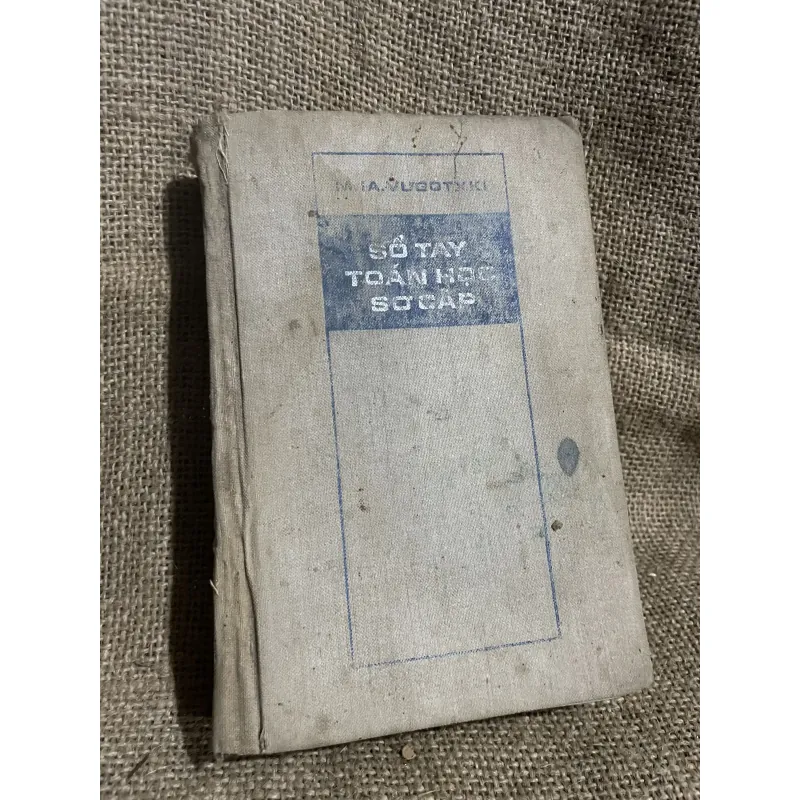 M.IA.VUGOTXKI
SỔ TAY
TOÁN HỌC
SƠ CẤP